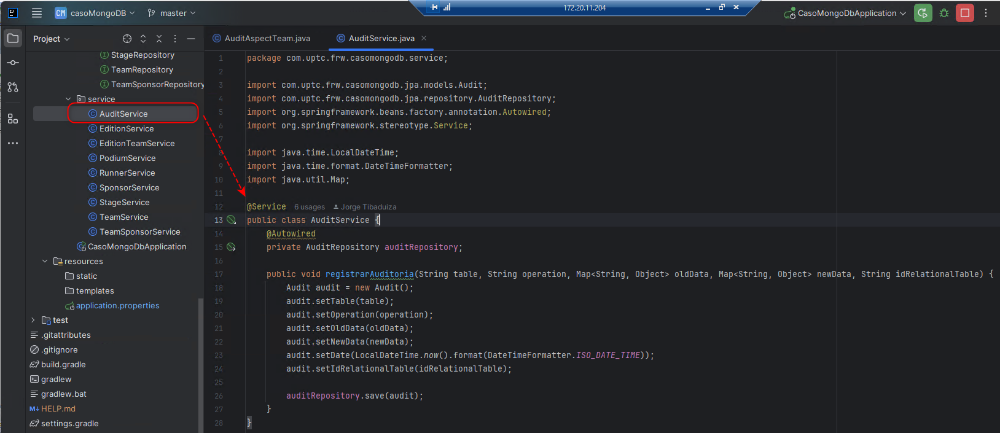 CM casoMongoDB master 172.20.11.204 CasoMongoDbApplication
Project
AuditAspectTeam.java AuditService.java
StageRepository
TeamRepository
TeamSponsorRepository
service
AuditService
EditionService
EditionTeamService
PodiumService
RunnerService
SponsorService
StageService
TeamService
TeamSponsorService
CasoMongoDbApplication
resources
static
templates
application.properties
test
.gitattributes
.gitignore
build.gradle
gradlew
gradlew.bat
M↓ HELP.md
settings.gradle
1 package com.uptc.frw.casomongodb.service;
2
3 import com.uptc.frw.casomongodb.jpa.models.Audit;
4 import com.uptc.frw.casomongodb.jpa.repository.AuditRepository;
5 import org.springframework.beans.factory.annotation.Autowired;
6 import org.springframework.stereotype.Service;
7
8 import java.time.LocalDateTime;
9 import java.time.format.DateTimeFormatter;
10 import java.util.Map;
11
12 @Service 6 usages Jorge Tibaduiza
13 public class AuditService {
14 @Autowired
15 private AuditRepository auditRepository;
16
17 public void registrarAuditoria(String table, String operation, Map<String, Object> oldData, Map<String, Object> newData, String idRelationalTable) {
18 Audit audit = new Audit();
19 audit.setTable(table);
20 audit.setOperation(operation);
21 audit.setOldData(oldData);
22 audit.setNewData(newData);
23 audit.setDate(LocalDateTime.now().format(DateTimeFormatter.ISO_DATE_TIME));
24 audit.setIdRelationalTable(idRelationalTable);
25
26 auditRepository.save(audit);
27 }
28 }